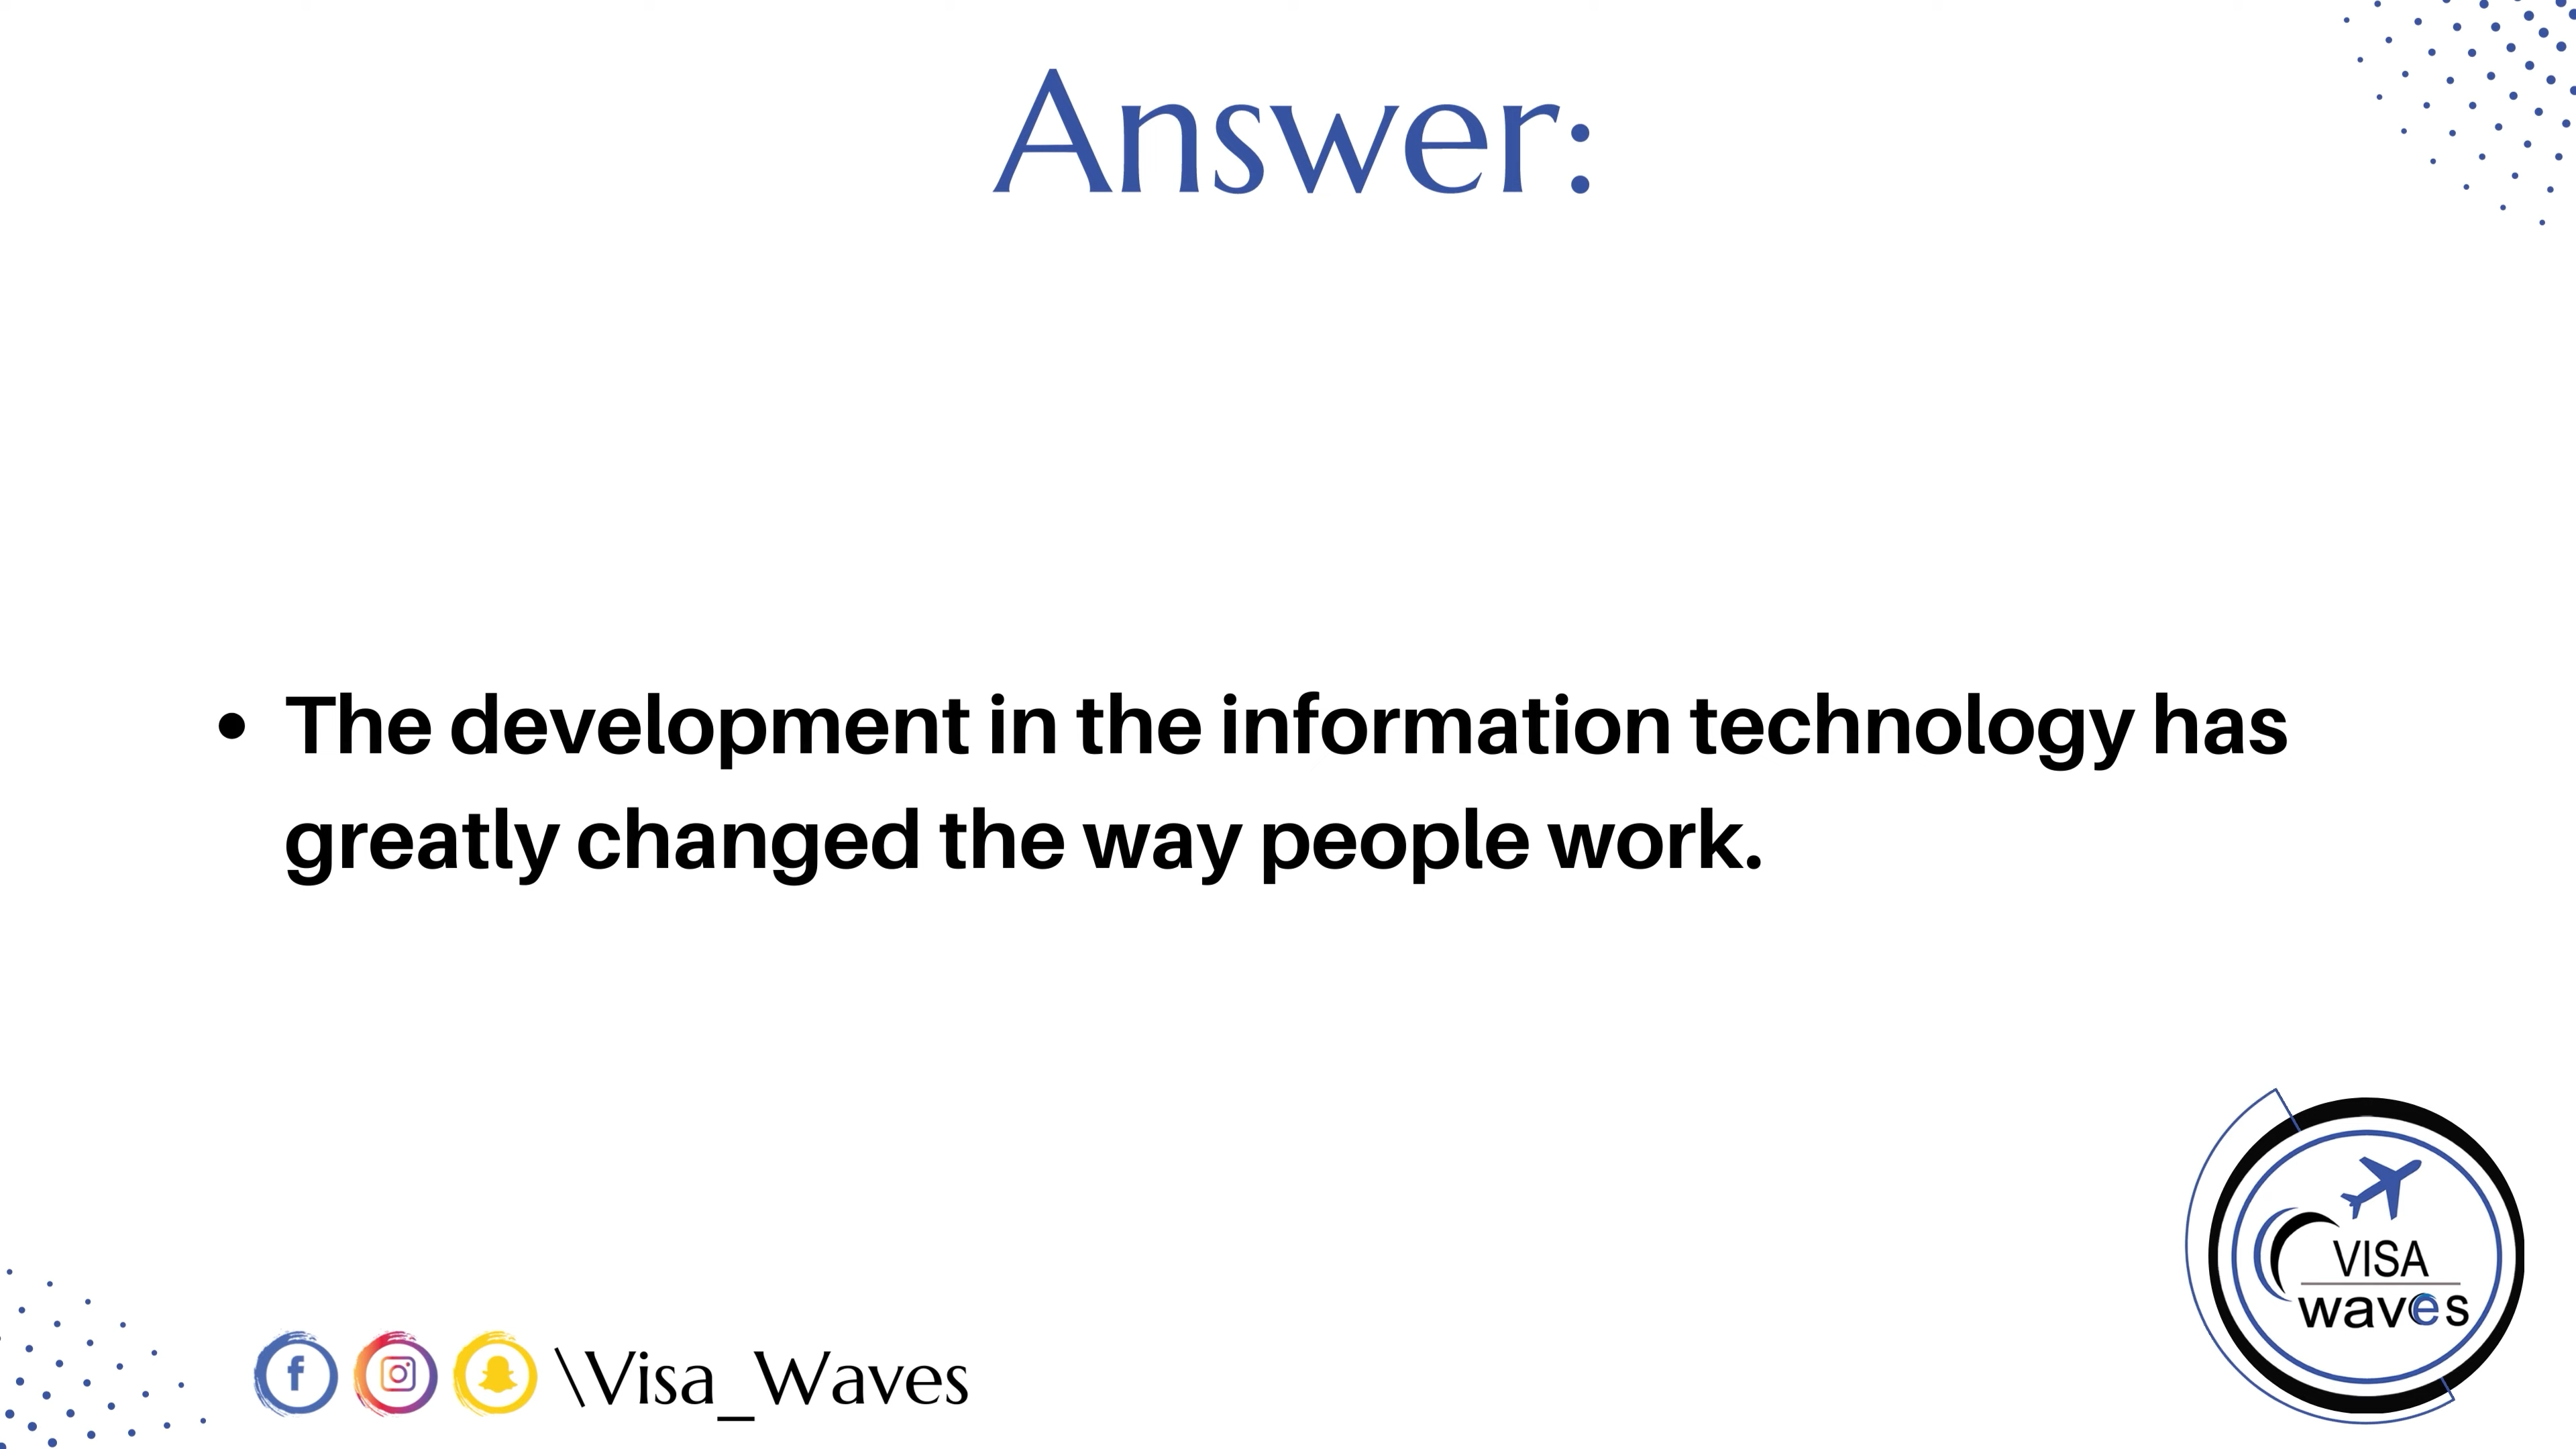 Answer:
• The development in the information technology has
greatly changed the way people work.
VISA
waves
\Visa_Waves